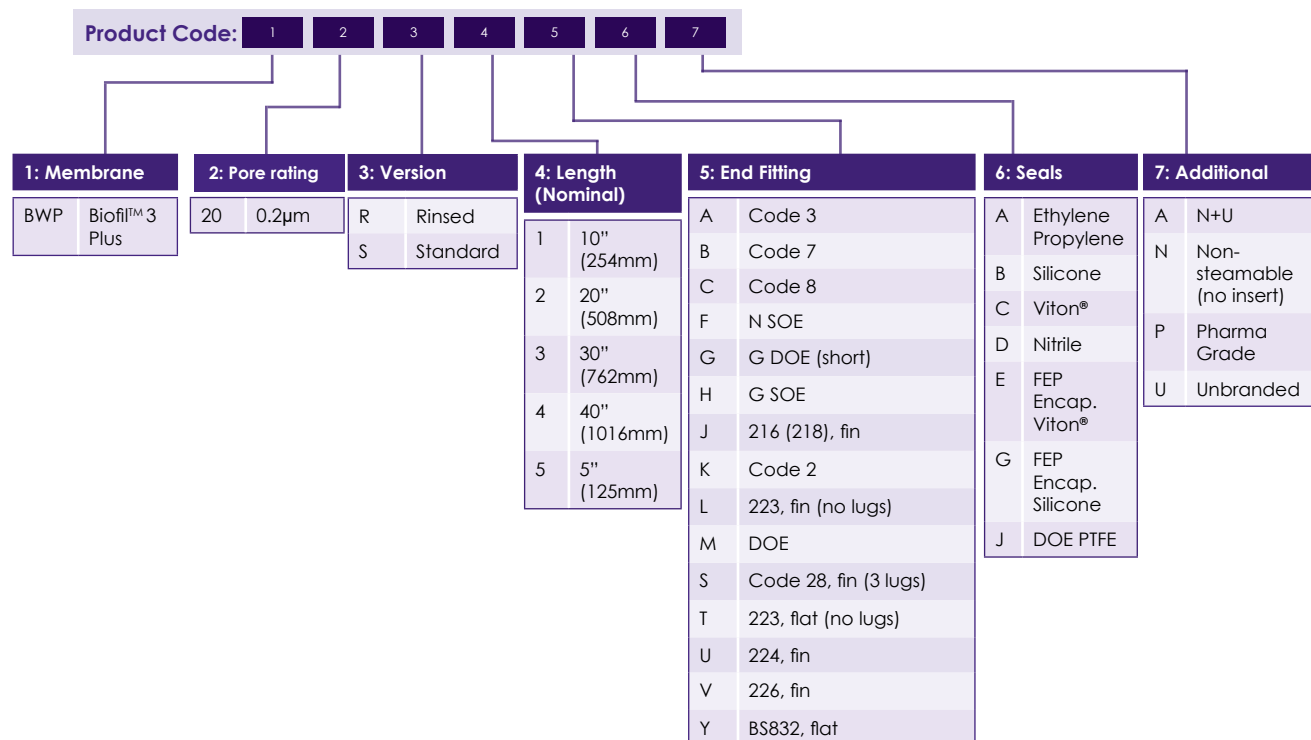 Product Code: 1 2 3 4 5 6 7
1: Membrane
BWP Biofil™ 3
Plus
2: Pore rating
20 0.2µm
3: Version
R Rinsed
S Standard
4: Length
(Nominal)
1 10”
(254mm)
2 20”
(508mm)
3 30”
(762mm)
4 40”
(1016mm)
5 5”
(125mm)
5: End Fitting
A Code 3
B Code 7
C Code 8
F N SOE
G G DOE (short)
H G SOE
J 216 (218), fin
K Code 2
L 223, fin (no lugs)
M DOE
S Code 28, fin (3 lugs)
T 223, flat (no lugs)
U 224, fin
V 226, fin
Y BS832, flat
6: Seals
A Ethylene
Propylene
B Silicone
C Viton®
D Nitrile
E FEP
Encap.
Viton®
G FEP
Encap.
Silicone
J DOE PTFE
7: Additional
A N+U
N Non-
steamable
(no insert)
P Pharma
Grade
U Unbranded